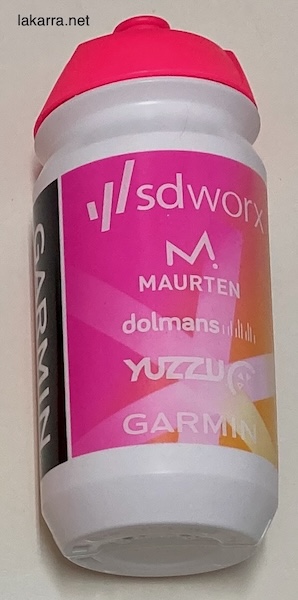 lakarra.net
sdworx
M.
MAURTEN
dolmans
YUZZU
GARMIN
GARMIN